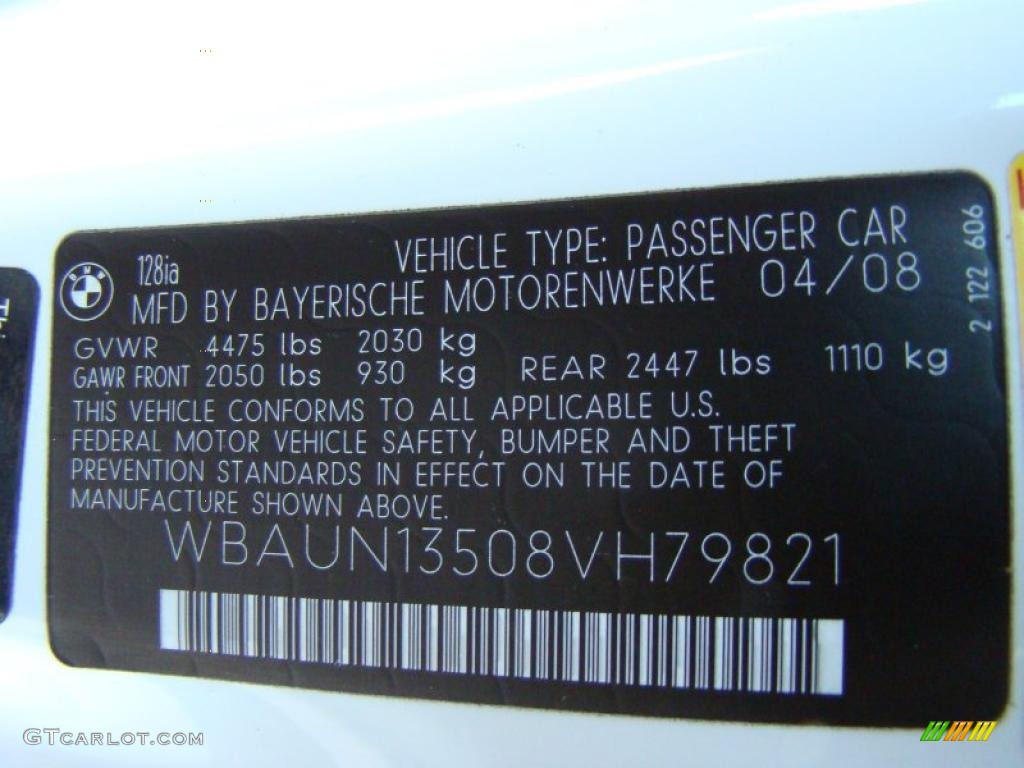 128ia VEHICLE TYPE: PASSENGER CAR
MFD BY BAYERISCHE MOTORENWERKE 04/08
GVWR 4475 lbs 2030 kg
GAWR FRONT 2050 lbs 930 kg REAR 2447 lbs 1110 kg
THIS VEHICLE CONFORMS TO ALL APPLICABLE U.S.
FEDERAL MOTOR VEHICLE SAFETY, BUMPER AND THEFT
PREVENTION STANDARDS IN EFFECT ON THE DATE OF
MANUFACTURE SHOWN ABOVE.
WBAUN13508VH79821
2 122 606
BMW
GTCARLOT.COM